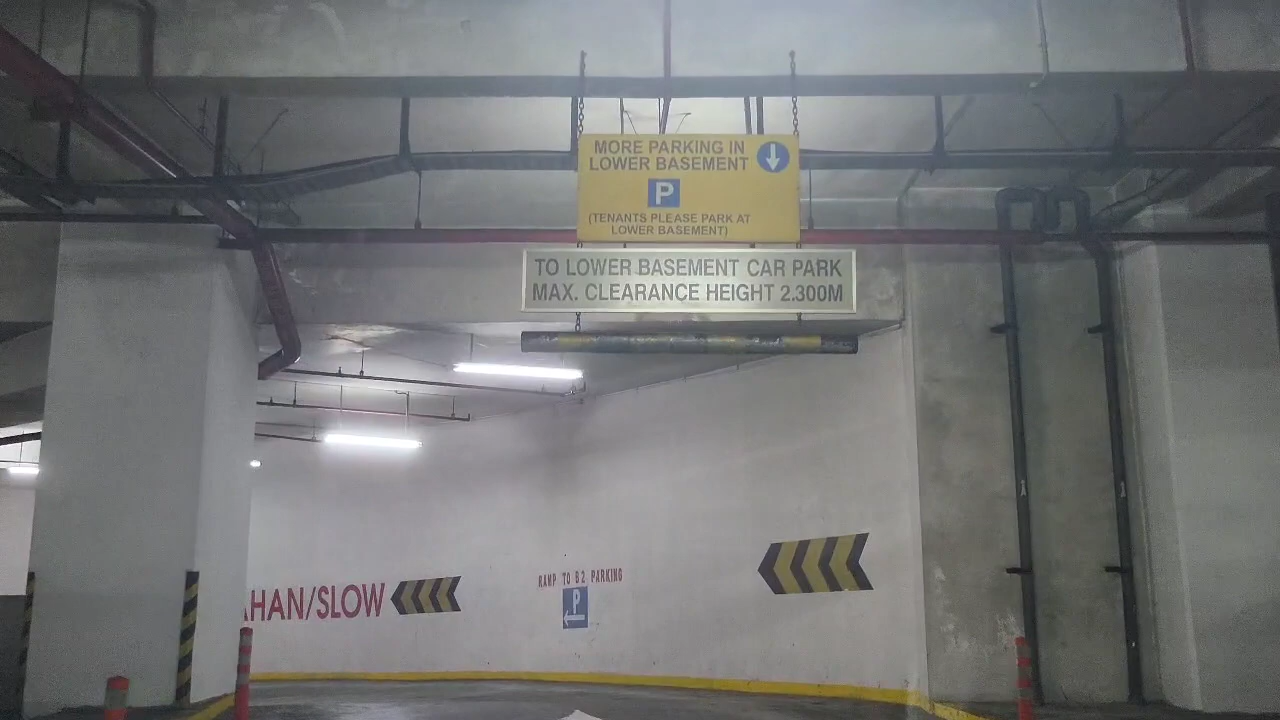 MORE PARKING IN
LOWER BASEMENT
P
(TENANTS PLEASE PARK AT
LOWER BASEMENT)
TO LOWER BASEMENT CAR PARK
MAX. CLEARANCE HEIGHT 2.300M
AHAN/SLOW
RAMP TO B2 PARKING
P